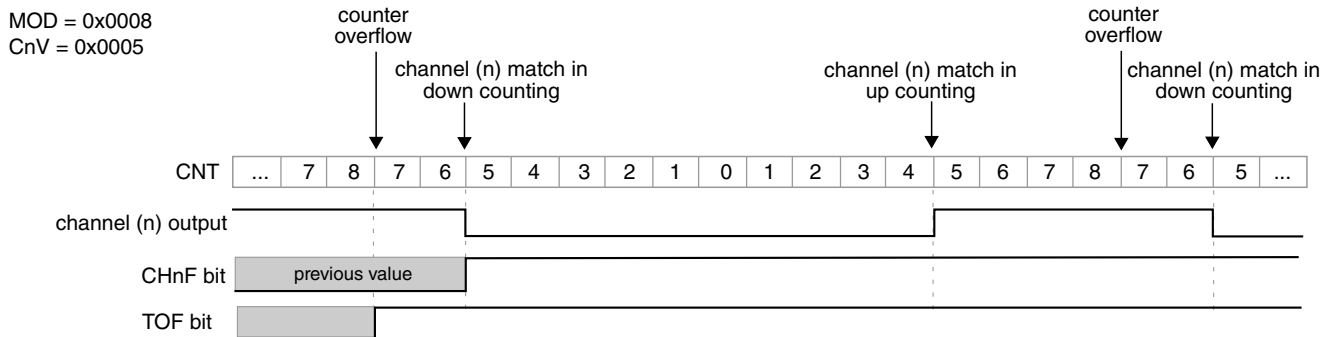 MOD = 0x0008
CnV = 0x0005
counter
overflow
channel (n) match in
down counting
channel (n) match in
up counting
counter
overflow
channel (n) match in
down counting
CNT ... 7 8 7 6 5 4 3 2 1 0 1 2 3 4 5 6 7 8 7 6 5 ...
channel (n) output
CHnF bit previous value
TOF bit